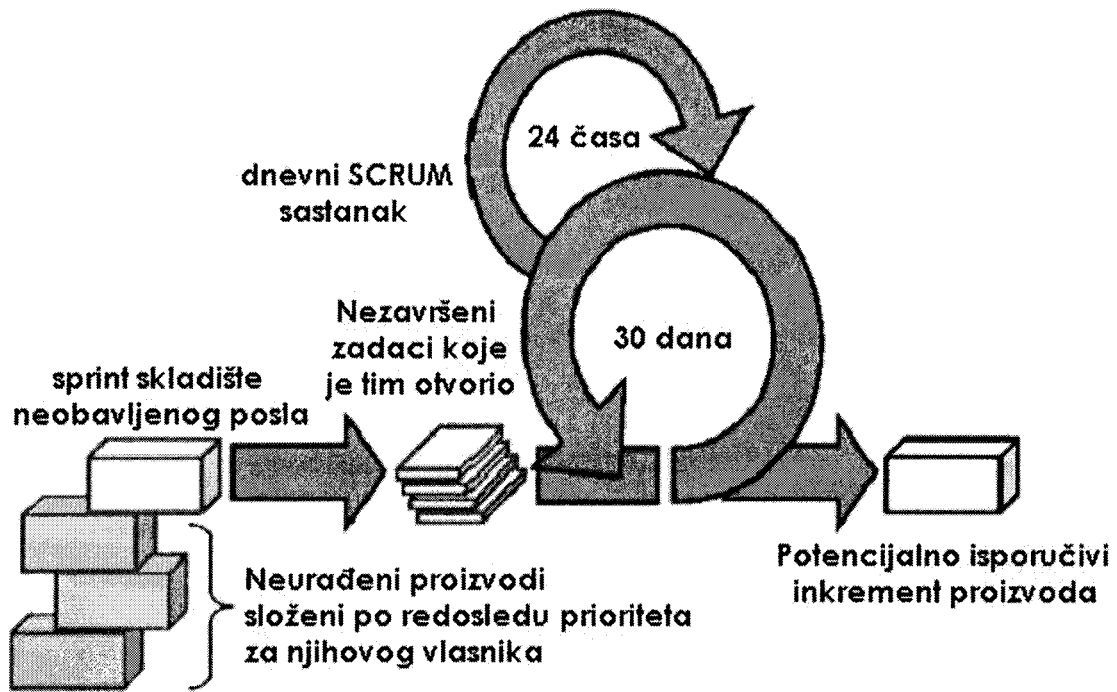 24 časa
dnevni SCRUM
sastanak
Nezavršeni
zadaci koje
je tim otvorio
30 dana
sprint skladište
neobavljenog posla
Neurađeni proizvodi
složeni po redosledu prioriteta
za njihovog vlasnika
Potencijalno isporučivi
inkrement proizvoda